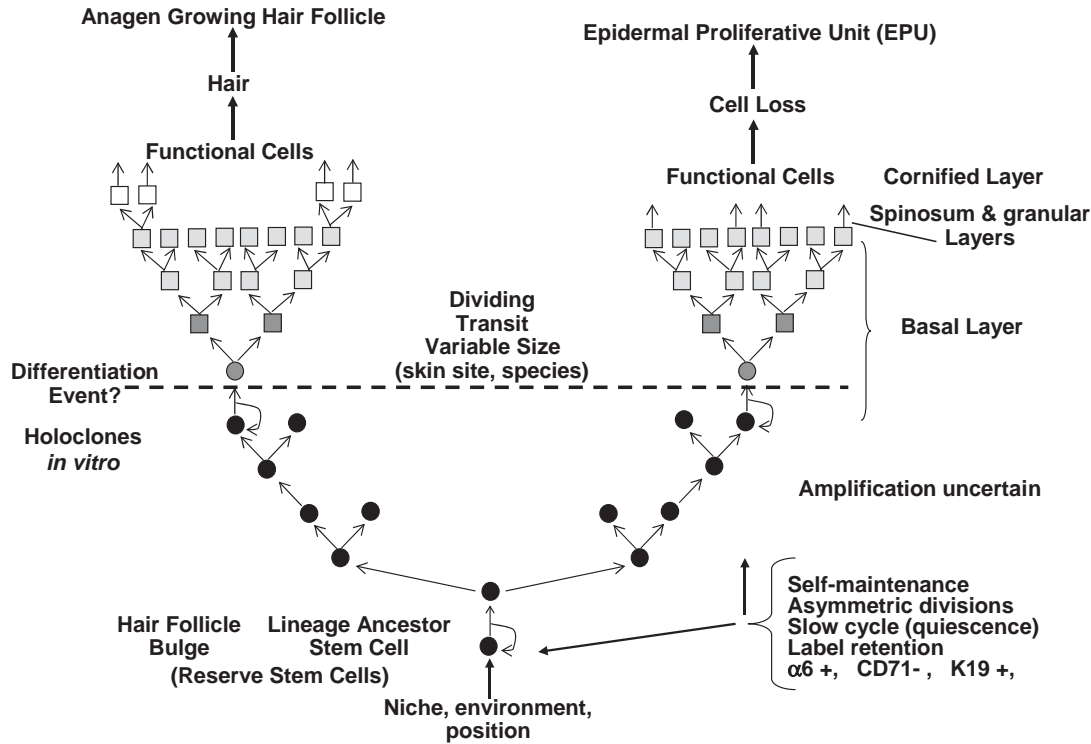 Anagen Growing Hair Follicle
Epidermal Proliferative Unit (EPU)
Hair
Cell Loss
Functional Cells
Functional Cells
Cornified Layer
Spinosum & granular
Layers
Dividing
Transit
Variable Size
(skin site, species)
Basal Layer
Differentiation
Event?
Holoclones
in vitro
Amplification uncertain
Self-maintenance
Asymmetric divisions
Slow cycle (quiescence)
Label retention
α6 +, CD71- , K19 +,
Hair Follicle
Bulge
Lineage Ancestor
Stem Cell
(Reserve Stem Cells)
Niche, environment,
position